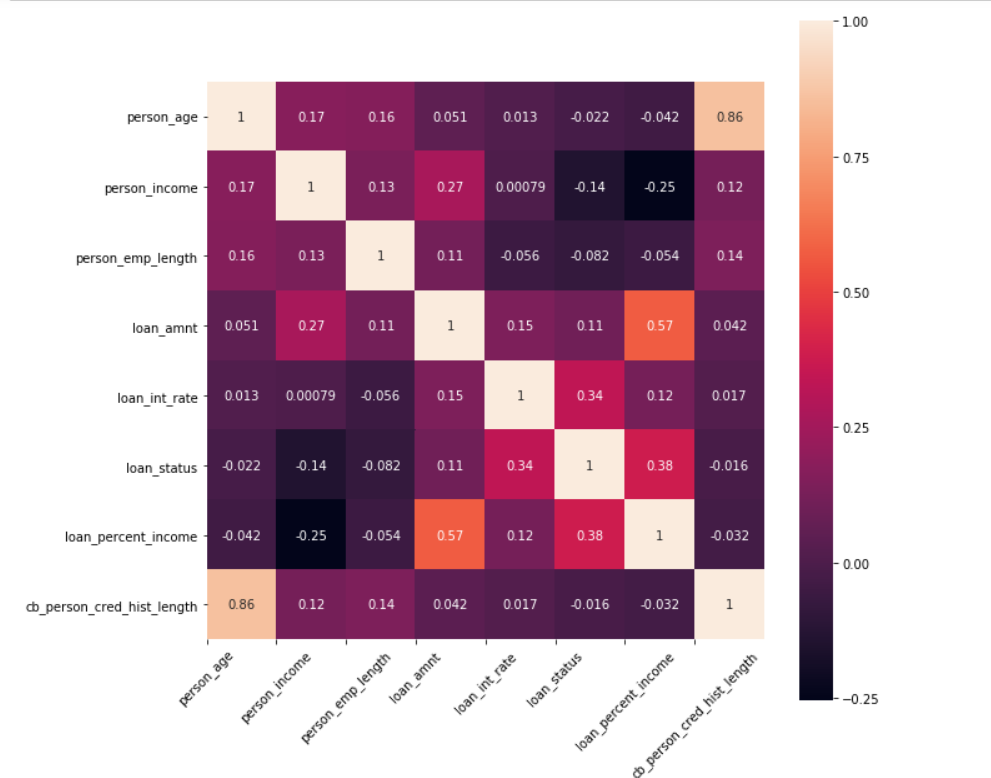 1.00
person_age 1 0.17 0.16 0.051 0.013 -0.022 -0.042 0.86
0.75
person_income 0.17 1 0.13 0.27 0.00079 -0.14 -0.25 0.12
person_emp_length 0.16 0.13 1 0.11 -0.056 -0.082 -0.054 0.14
0.50
loan_amnt 0.051 0.27 0.11 1 0.15 0.11 0.57 0.042
loan_int_rate 0.013 0.00079 -0.056 0.15 1 0.34 0.12 0.017
0.25
loan_status -0.022 -0.14 -0.082 0.11 0.34 1 0.38 -0.016
loan_percent_income -0.042 -0.25 -0.054 0.57 0.12 0.38 1 -0.032
0.00
cb_person_cred_hist_length 0.86 0.12 0.14 0.042 0.017 -0.016 -0.032 1
−0.25
person_age
person_income
person_emp_length
loan_amnt
loan_int_rate
loan_status
loan_percent_income
cb_person_cred_hist_length